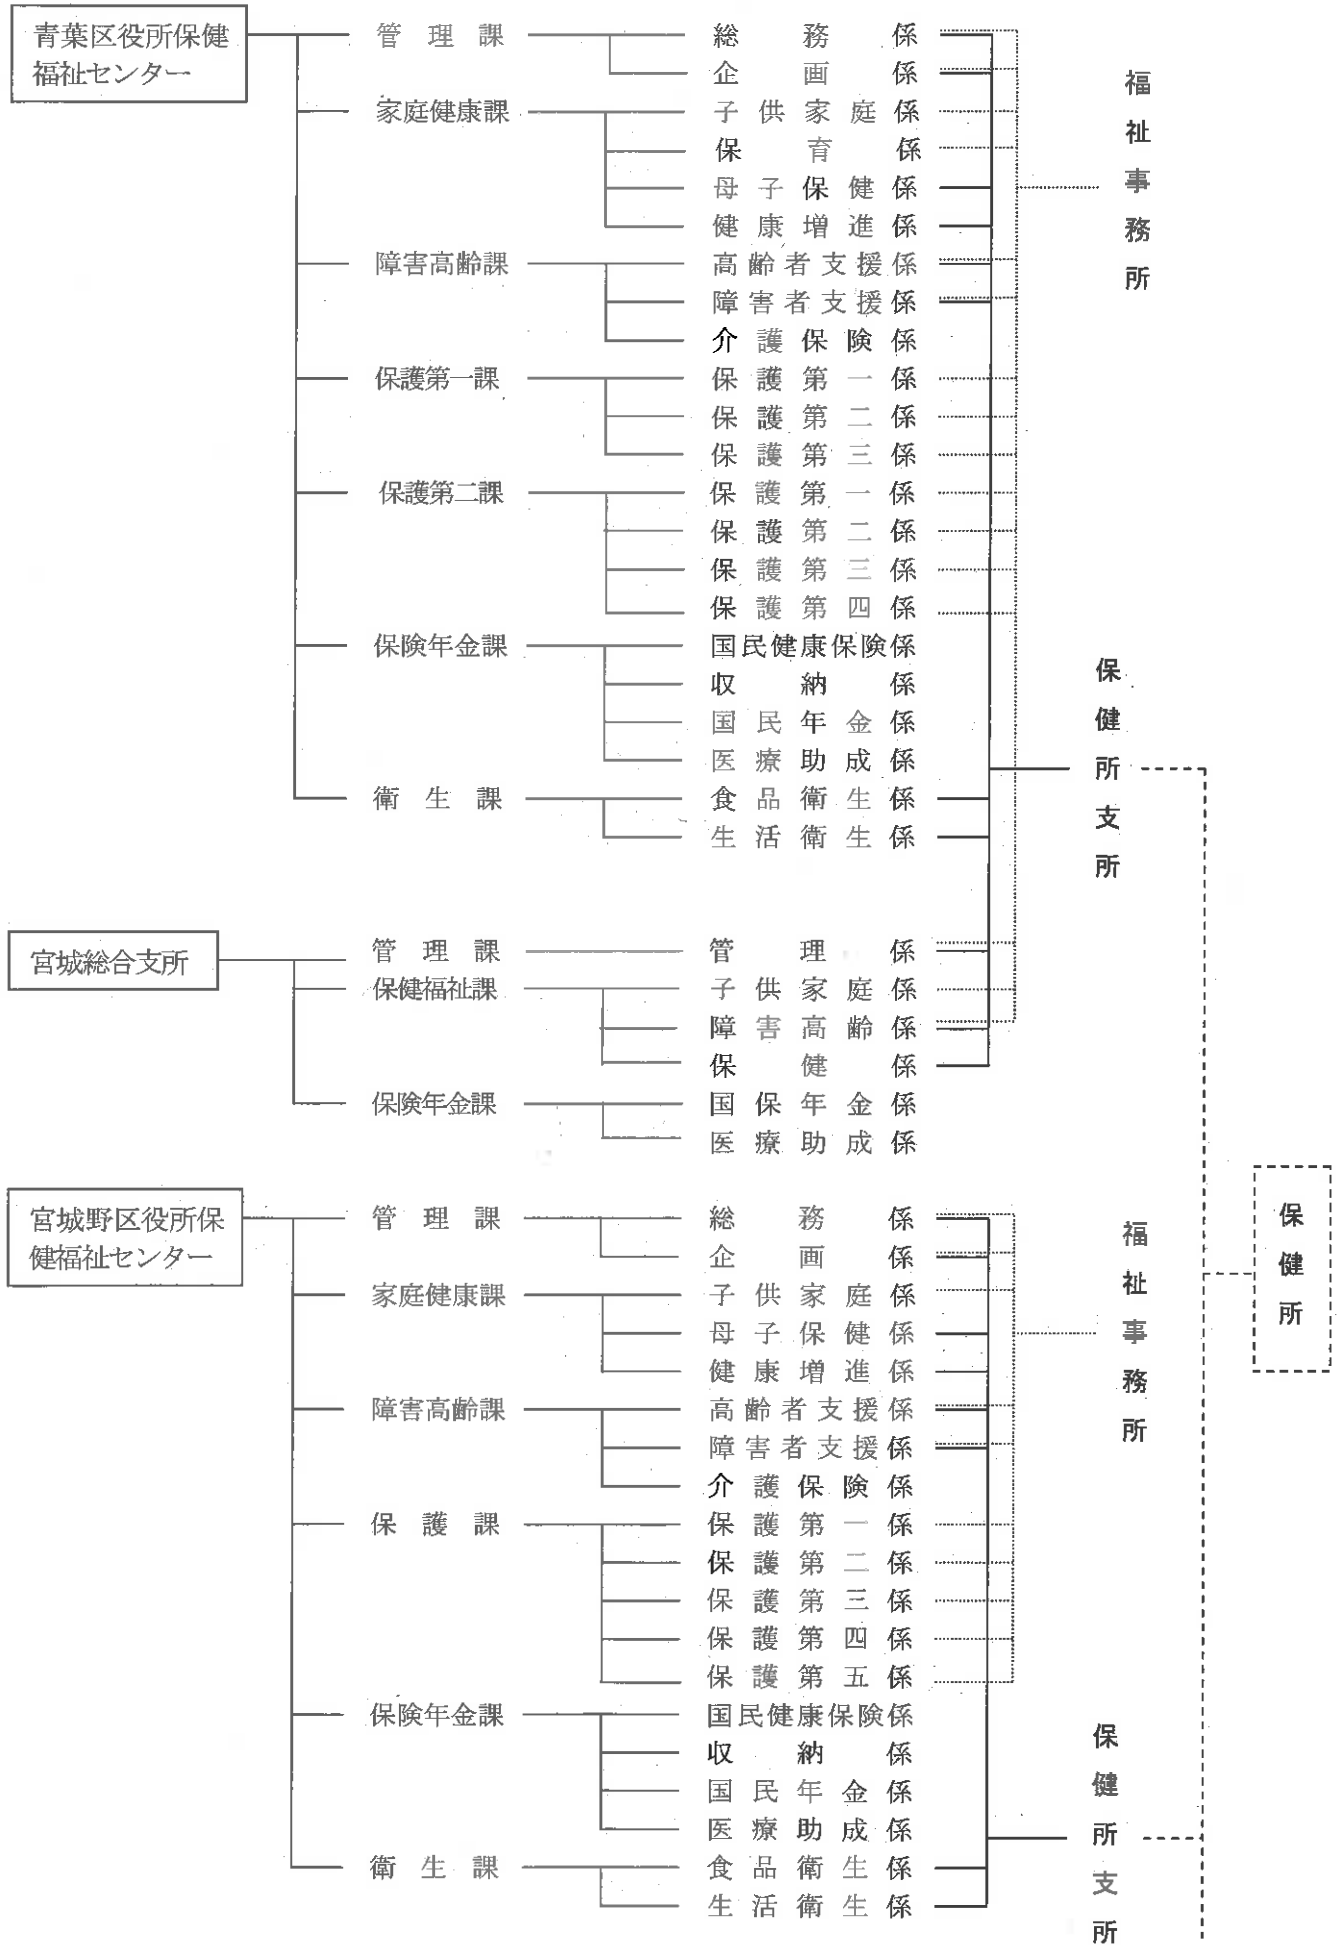 青葉区役所保健 管理課 総務係
福祉センター 企画係
家庭健康課 子供家庭係
保育係
母子保健係
健康増進係
障害高齢課 高齢者支援係
障害者支援係
介護保険係
保護第一課 保護第一係
保護第二係
保護第三係
保護第二課 保護第一係
保護第二係
保護第三係
保護第四係
保険年金課 国民健康保険係
収納係
国民年金係
医療助成係
衛生課 食品衛生係
生活衛生係
福祉事務所
保健所支所
宮城総合支所 管理課 管理係
保健福祉課 子供家庭係
障害高齢係
保健係
保険年金課 国保年金係
医療助成係
宮城野区役所保 管理課 総務係
健福祉センター 企画係
家庭健康課 子供家庭係
母子保健係
健康増進係
障害高齢課 高齢者支援係
障害者支援係
介護保険係
保護課 保護第一係
保護第二係
保護第三係
保護第四係
保護第五係
保険年金課 国民健康保険係
収納係
国民年金係
医療助成係
衛生課 食品衛生係
生活衛生係
福祉事務所
保健所支所
保健所